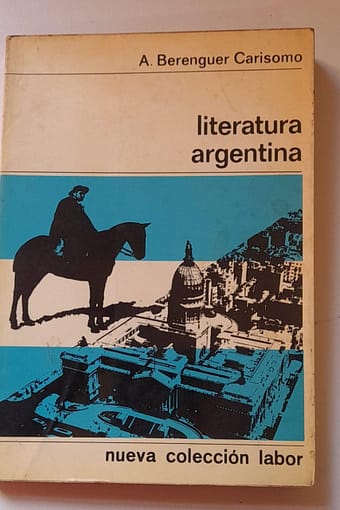 A. Berenguer Carisomo
literatura
argentina
nueva colección labor